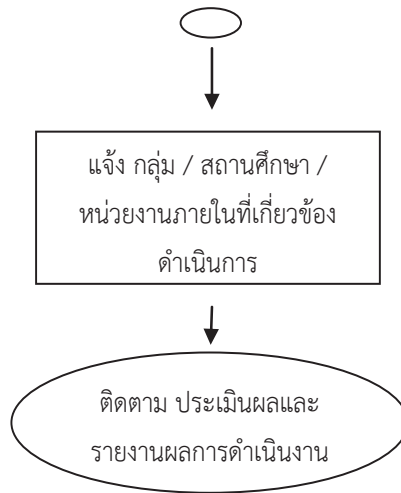 แจ้ง กลุ่ม / สถานศึกษา /
หน่วยงานภายในที่เกี่ยวข้อง
ดำเนินการ
ติดตาม ประเมินผลและ
รายงานผลการดำเนินงาน